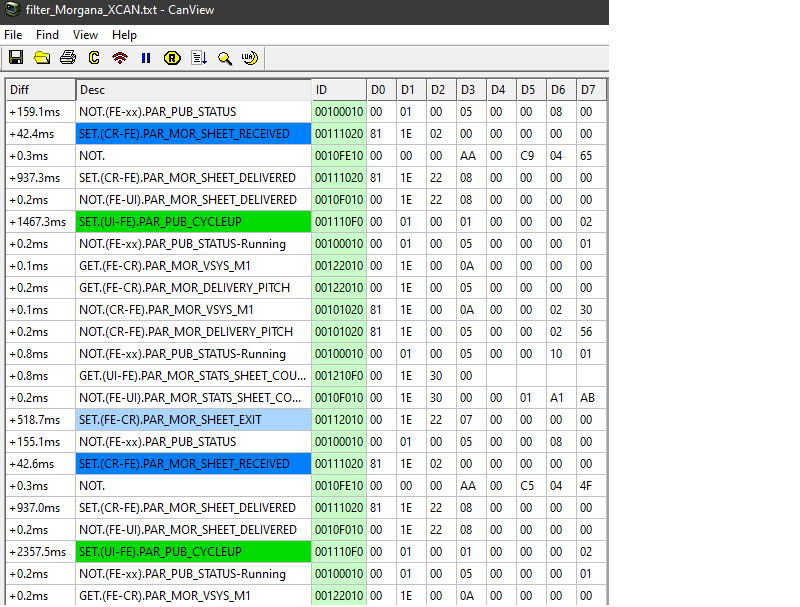 filter_Morgana_XCAN.txt - CanView
File Find View Help
Diff Desc ID D0 D1 D2 D3 D4 D5 D6 D7
+159.1ms NOT.(FE-xx).PAR_PUB_STATUS 00100010 00 01 00 05 00 00 08 00
+42.4ms SET.(CR-FE).PAR_MOR_SHEET_RECEIVED 00111020 81 1E 02 00 00 00 00 00
+0.3ms NOT. 0010FE10 00 00 00 AA 00 C9 04 65
+937.3ms SET.(CR-FE).PAR_MOR_SHEET_DELIVERED 00111020 81 1E 22 08 00 00 00 00
+0.2ms NOT.(FE-UI).PAR_MOR_SHEET_DELIVERED 0010F010 00 1E 22 08 00 00 00 00
+1467.3ms SET.(UI-FE).PAR_PUB_CYCLEUP 001110F0 00 01 00 01 00 00 00 02
+0.2ms NOT.(FE-xx).PAR_PUB_STATUS-Running 00100010 00 01 00 05 00 00 00 01
+0.1ms GET.(FE-CR).PAR_MOR_VSYS_M1 00122010 00 1E 00 0A 00 00 00 00
+0.2ms GET.(FE-CR).PAR_MOR_DELIVERY_PITCH 00122010 00 1E 00 05 00 00 00 00
+0.1ms NOT.(CR-FE).PAR_MOR_VSYS_M1 00101020 81 1E 00 0A 00 00 02 30
+0.2ms NOT.(CR-FE).PAR_MOR_DELIVERY_PITCH 00101020 81 1E 00 05 00 00 02 56
+0.8ms NOT.(FE-xx).PAR_PUB_STATUS-Running 00100010 00 01 00 05 00 00 10 01
+0.8ms GET.(UI-FE).PAR_MOR_STATS_SHEET_COU... 001210F0 00 1E 30 00
+0.2ms NOT.(FE-UI).PAR_MOR_STATS_SHEET_CO... 0010F010 00 1E 30 00 00 01 A1 AB
+518.7ms SET.(FE-CR).PAR_MOR_SHEET_EXIT 00112010 00 1E 22 07 00 00 00 00
+155.1ms NOT.(FE-xx).PAR_PUB_STATUS 00100010 00 01 00 05 00 00 08 00
+42.6ms SET.(CR-FE).PAR_MOR_SHEET_RECEIVED 00111020 81 1E 02 00 00 00 00 00
+0.3ms NOT. 0010FE10 00 00 00 AA 00 C5 04 4F
+937.0ms SET.(CR-FE).PAR_MOR_SHEET_DELIVERED 00111020 81 1E 22 08 00 00 00 00
+0.2ms NOT.(FE-UI).PAR_MOR_SHEET_DELIVERED 0010F010 00 1E 22 08 00 00 00 00
+2357.5ms SET.(UI-FE).PAR_PUB_CYCLEUP 001110F0 00 01 00 01 00 00 00 02
+0.2ms NOT.(FE-xx).PAR_PUB_STATUS-Running 00100010 00 01 00 05 00 00 00 01
+0.2ms GET.(FE-CR).PAR_MOR_VSYS_M1 00122010 00 1E 00 0A 00 00 00 00